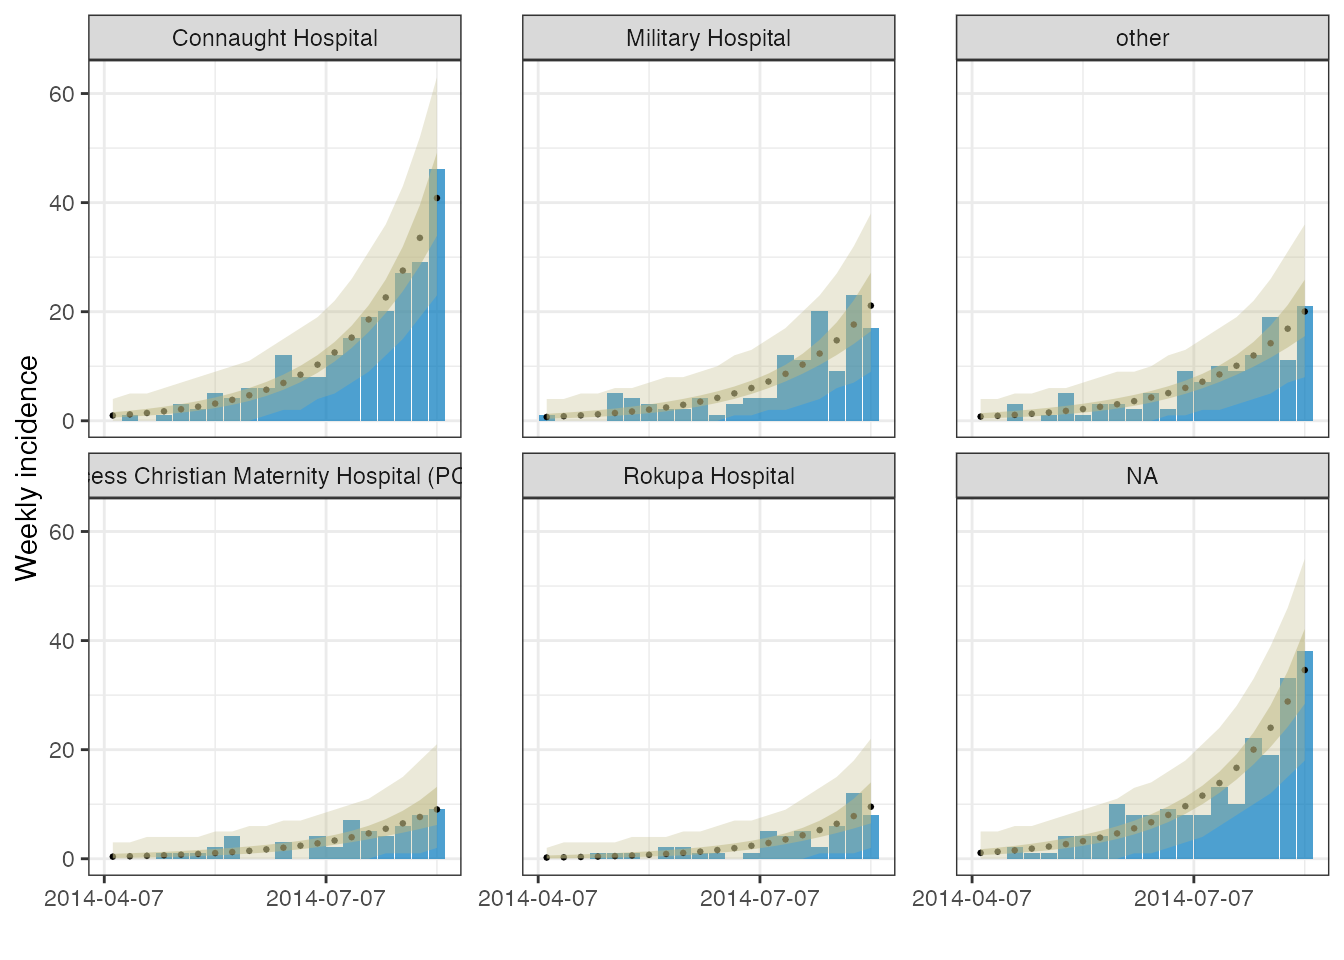 Connaught Hospital
Military Hospital
other
60
40
20
0
Weekly incidence
cess Christian Maternity Hospital (PC
Rokupa Hospital
NA
60
40
20
0
2014-04-07
2014-07-07
2014-04-07
2014-07-07
2014-04-07
2014-07-07